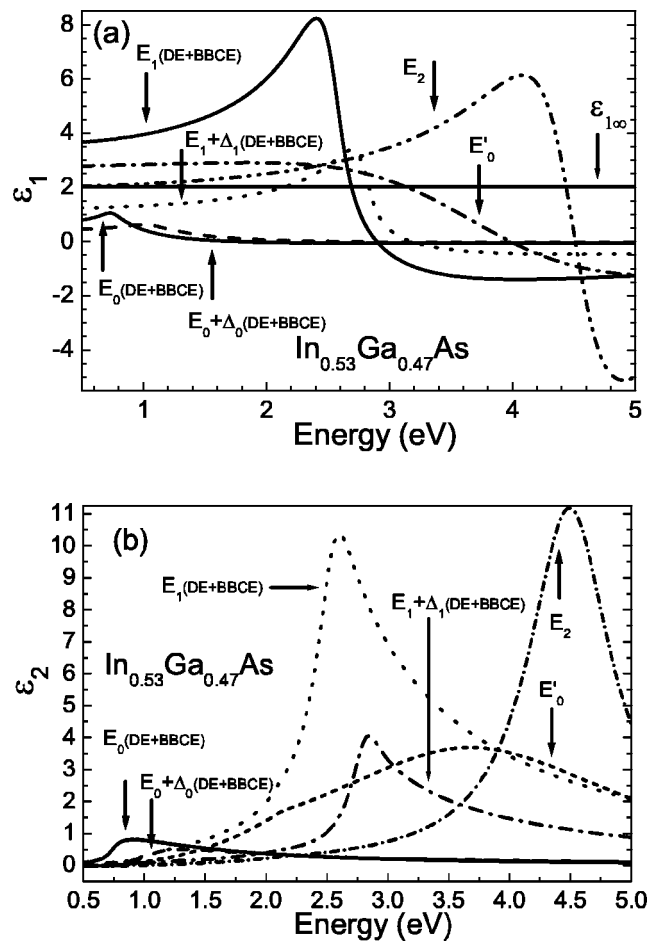 (a)
E₁(DE+BBCE)
E₂
ε₁∞
E₁+Δ₁(DE+BBCE)
E'₀
E₀(DE+BBCE)
E₀+Δ₀(DE+BBCE)
In₀.₅₃Ga₀.₄₇As
ε₁
8
6
4
2
0
-2
-4
1 2 3 4 5
Energy (eV)
(b)
E₁(DE+BBCE)
E₁+Δ₁(DE+BBCE)
E₂
In₀.₅₃Ga₀.₄₇As
E'₀
E₀(DE+BBCE)
E₀+Δ₀(DE+BBCE)
ε₂
11
10
9
8
7
6
5
4
3
2
1
0
0.5 1.0 1.5 2.0 2.5 3.0 3.5 4.0 4.5 5.0
Energy (eV)